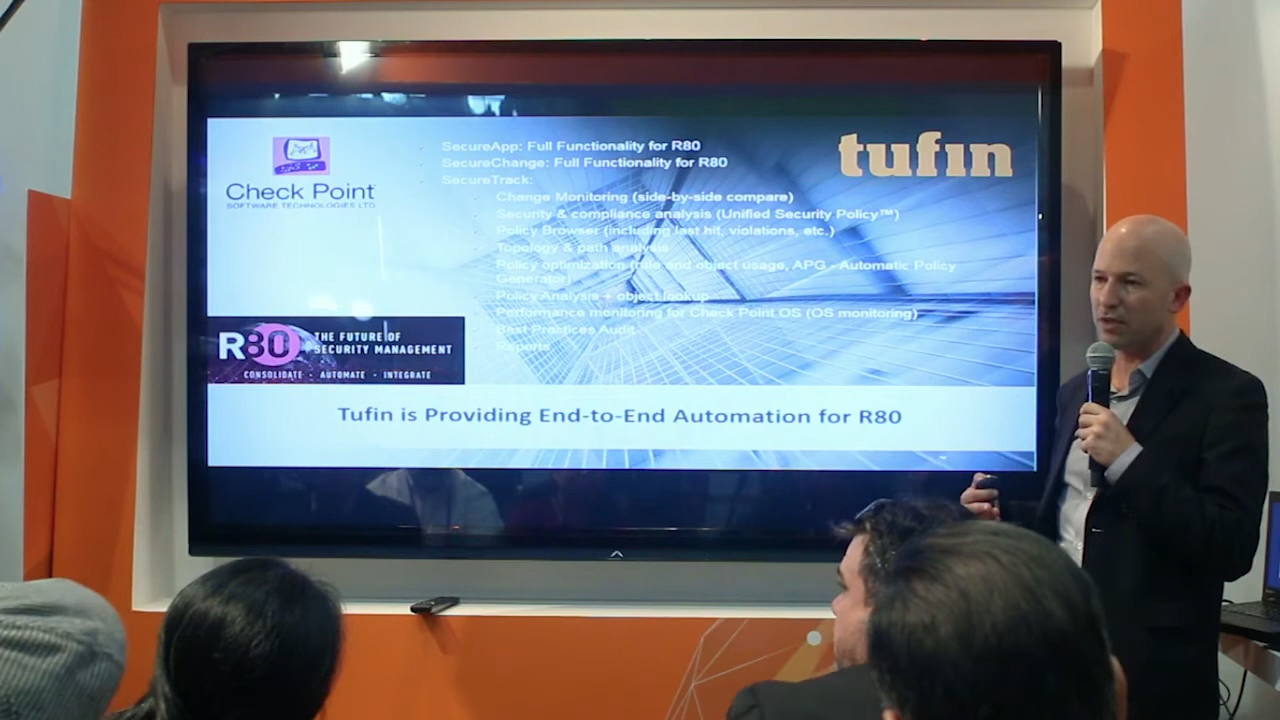 Check Point
SOFTWARE TECHNOLOGIES LTD.
tufin
SecureApp: Full Functionality for R80
SecureChange: Full Functionality for R80
SecureTrack:
Change Monitoring (side-by-side compare)
Security & compliance analysis (Unified Security Policy™)
Policy Browser (including last hit, violations, etc.)
Topology & path analysis
Policy optimization (rule and object usage, APG - Automatic Policy
Generator)
Policy Analysis + object lookup
Performance monitoring for Check Point OS (OS monitoring)
Best Practices Audit
Reports
R80
THE FUTURE OF
SECURITY MANAGEMENT
CONSOLIDATE - AUTOMATE - INTEGRATE
Tufin is Providing End-to-End Automation for R80